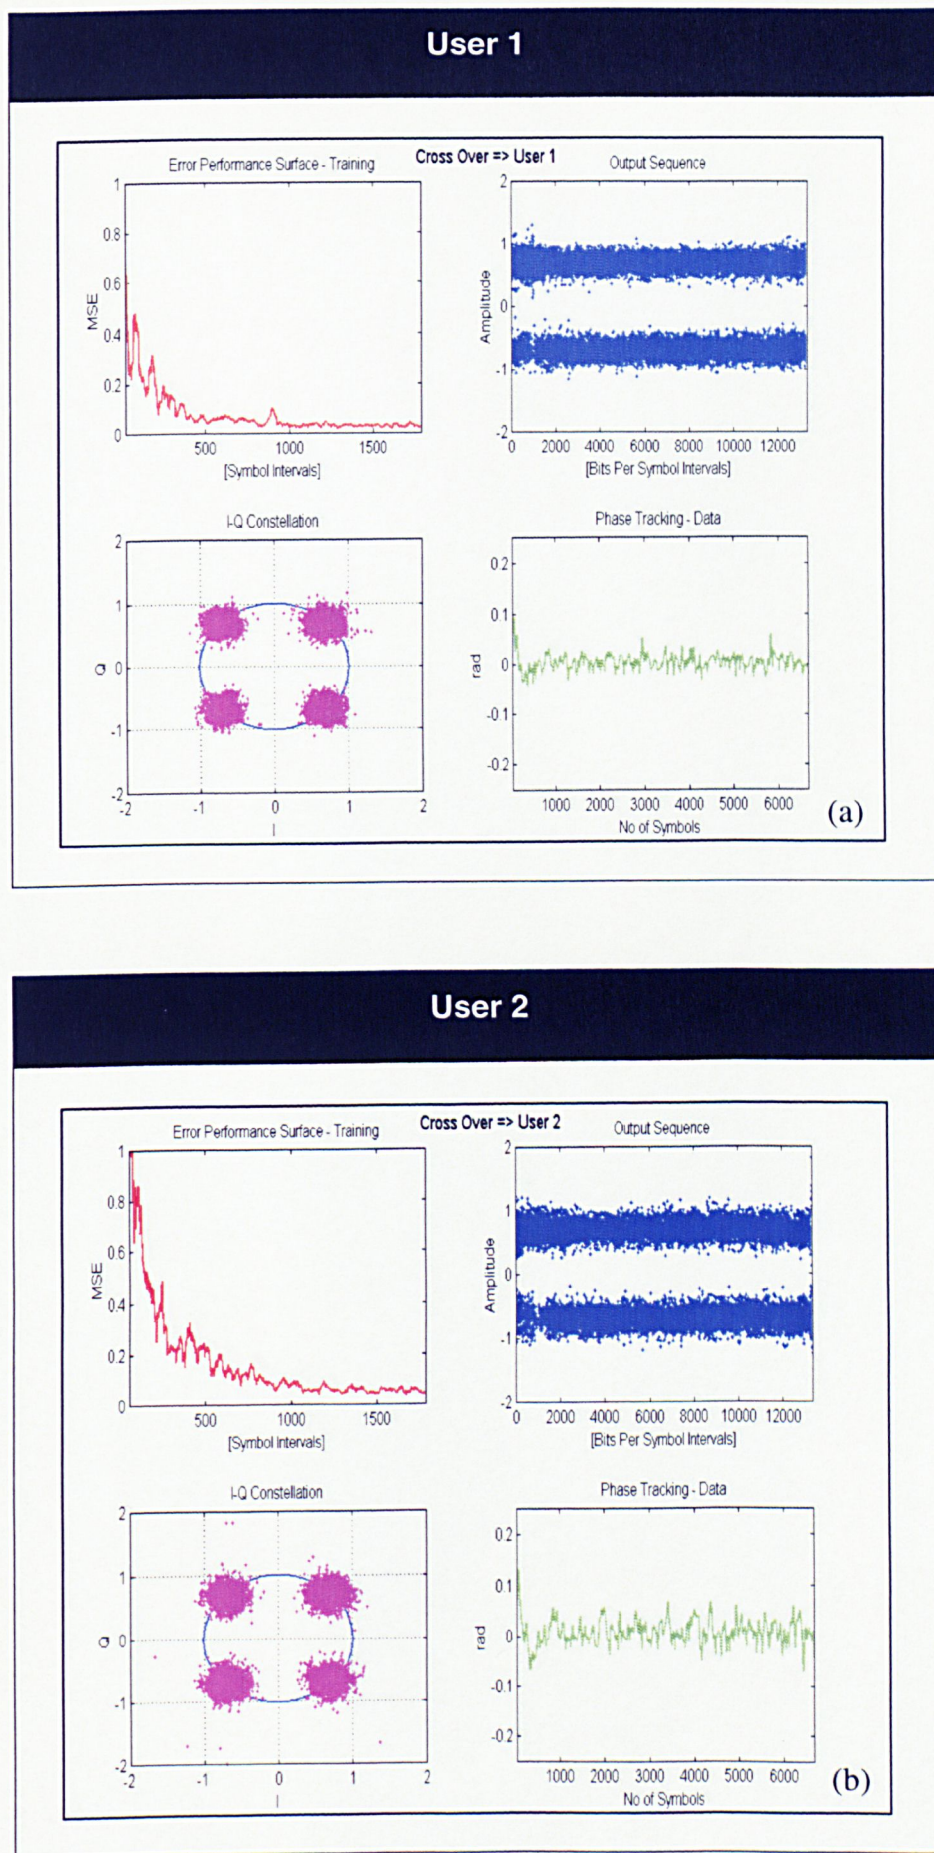 User 1
Cross Over => User 1
Error Performance Surface - Training
1
0.8
0.6
0.4
0.2
0
MSE
500 1000 1500
[Symbol Intervals]
Output Sequence
2
1
0
-1
-2
Amplitude
0 2000 4000 6000 8000 10000 12000
[Bits Per Symbol Intervals]
I-Q Constellation
2
1
0
-1
-2
Q
-2 -1 0 1 2
I
Phase Tracking - Data
0.2
0.1
0
-0.1
-0.2
rad
1000 2000 3000 4000 5000 6000
No of Symbols
(a)
User 2
Cross Over => User 2
Error Performance Surface - Training
1
0.8
0.6
0.4
0.2
0
MSE
500 1000 1500
[Symbol Intervals]
Output Sequence
2
1
0
-1
-2
Amplitude
0 2000 4000 6000 8000 10000 12000
[Bits Per Symbol Intervals]
I-Q Constellation
2
1
0
-1
-2
Q
-2 -1 0 1 2
I
Phase Tracking - Data
0.2
0.1
0
-0.1
-0.2
rad
1000 2000 3000 4000 5000 6000
No of Symbols
(b)